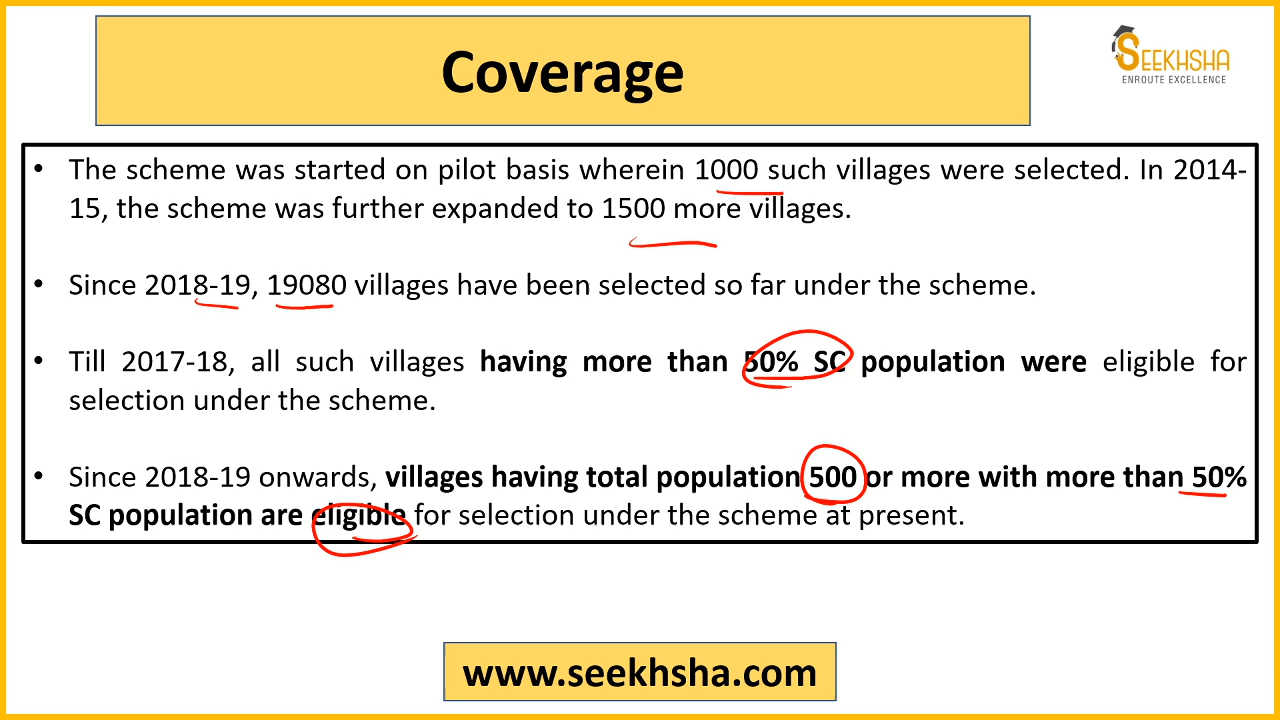 Coverage
SEEKHSHA
ENROUTE EXCELLENCE
• The scheme was started on pilot basis wherein 1000 such villages were selected. In 2014-
15, the scheme was further expanded to 1500 more villages.
• Since 2018-19, 19080 villages have been selected so far under the scheme.
• Till 2017-18, all such villages having more than 50% SC population were eligible for
selection under the scheme.
• Since 2018-19 onwards, villages having total population 500 or more with more than 50%
SC population are eligible for selection under the scheme at present.
www.seekhsha.com